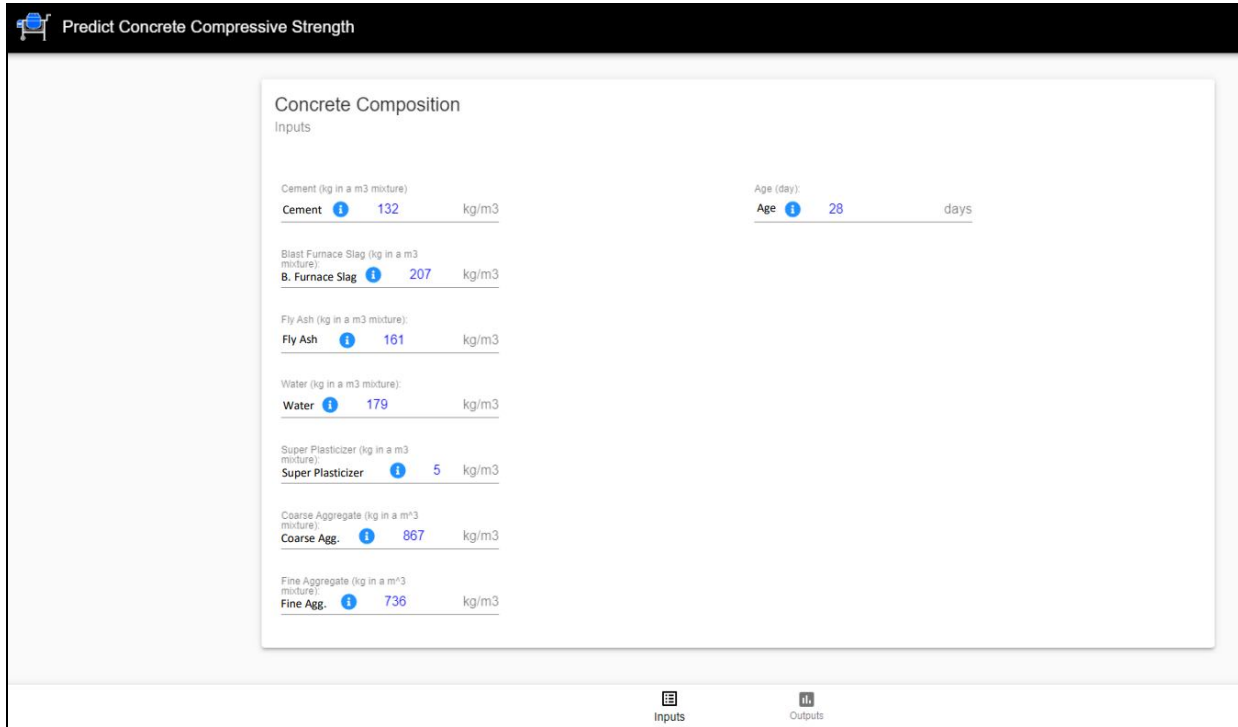 Predict Concrete Compressive Strength
Concrete Composition
Inputs
Cement (kg in a m3 mixture)
Cement 132 kg/m3
Age (day):
Age 28 days
Blast Furnace Slag (kg in a m3
mixture):
B. Furnace Slag 207 kg/m3
Fly Ash (kg in a m3 mixture):
Fly Ash 161 kg/m3
Water (kg in a m3 mixture):
Water 179 kg/m3
Super Plasticizer (kg in a m3
mixture):
Super Plasticizer 5 kg/m3
Coarse Aggregate (kg in a m^3
mixture):
Coarse Agg. 867 kg/m3
Fine Aggregate (kg in a m^3
mixture):
Fine Agg. 736 kg/m3
Inputs
Outputs